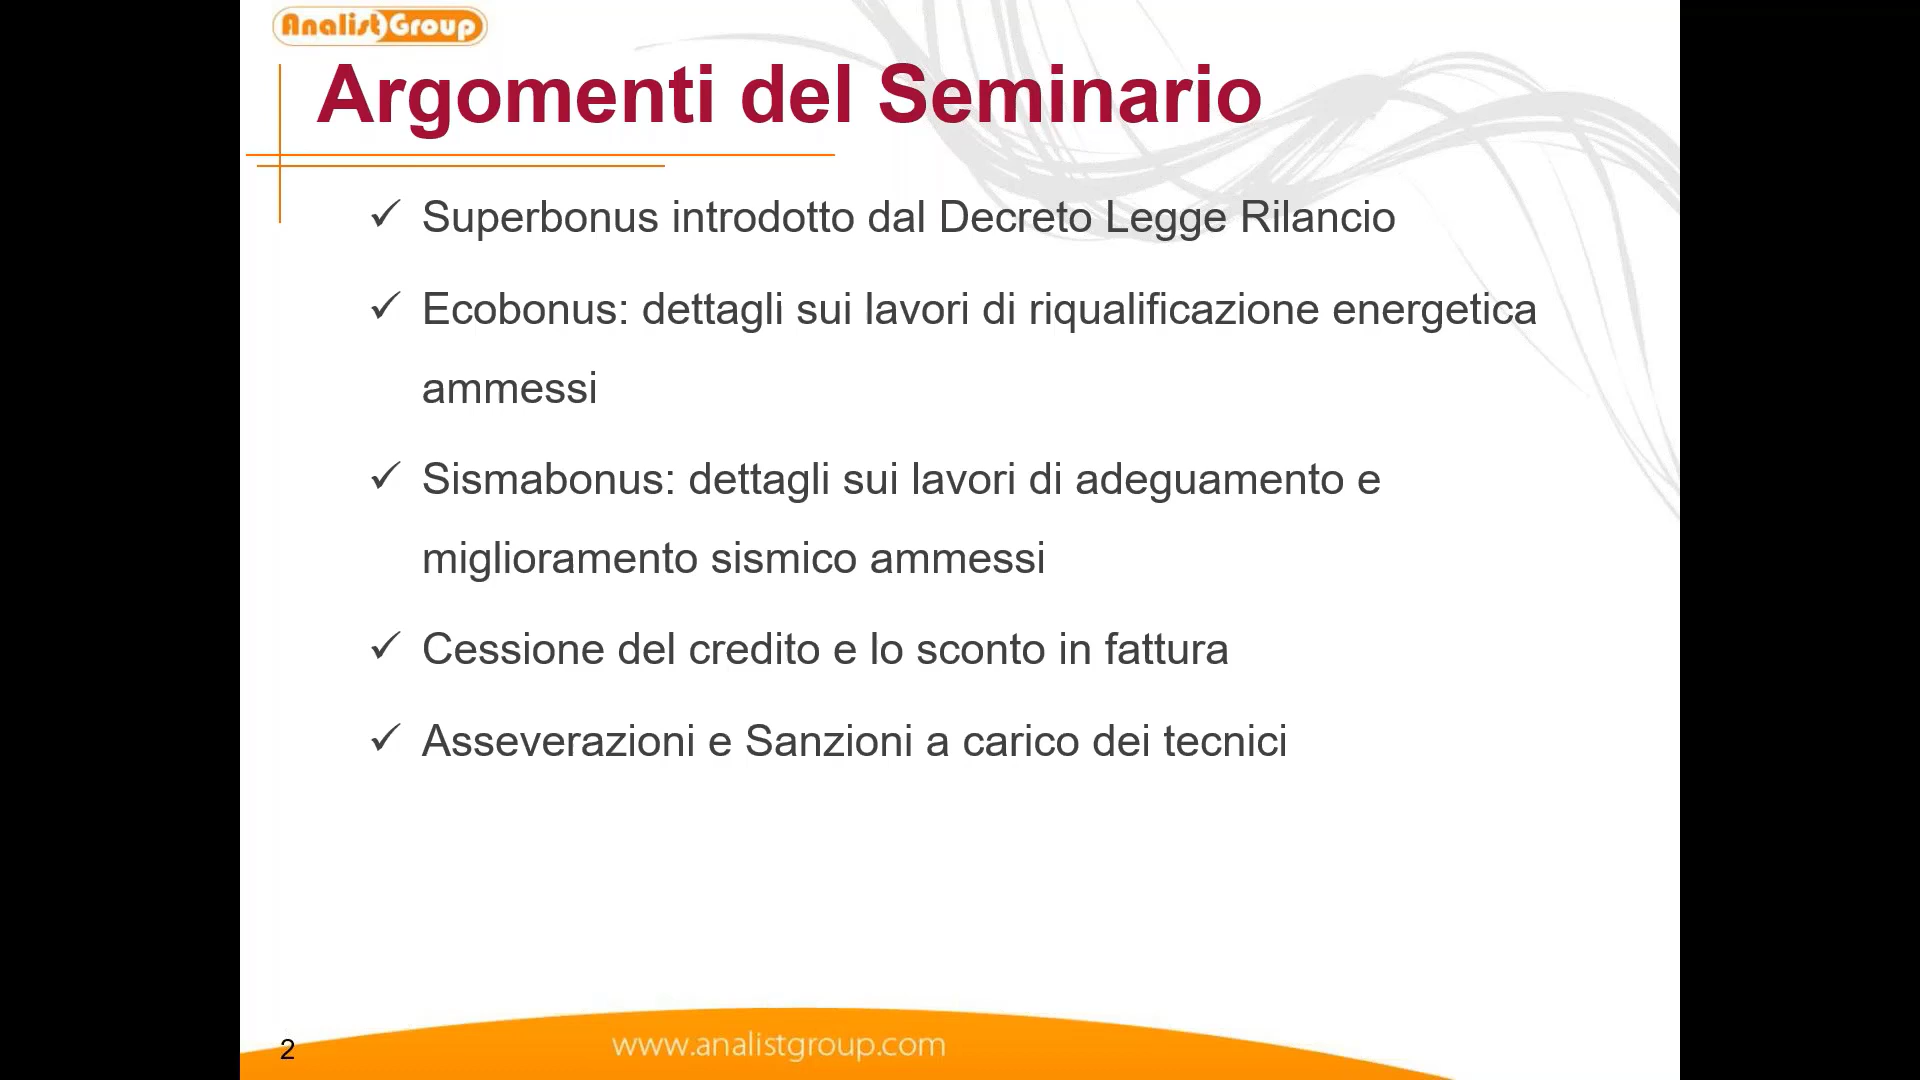 AnalistGroup
Argomenti del Seminario
✓ Superbonus introdotto dal Decreto Legge Rilancio
✓ Ecobonus: dettagli sui lavori di riqualificazione energetica
ammessi
✓ Sismabonus: dettagli sui lavori di adeguamento e
miglioramento sismico ammessi
✓ Cessione del credito e lo sconto in fattura
✓ Asseverazioni e Sanzioni a carico dei tecnici
2
www.analistgroup.com